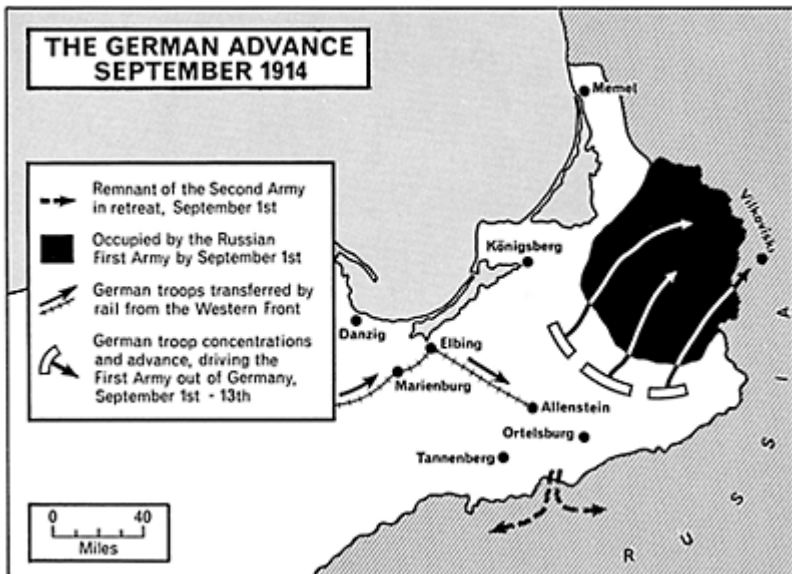 THE GERMAN ADVANCE
SEPTEMBER 1914
Remnant of the Second Army
in retreat, September 1st
Occupied by the Russian
First Army by September 1st
German troops transferred by
rail from the Western Front
German troop concentrations
and advance, driving the
First Army out of Germany,
September 1st - 13th
0 40
Miles
Memel
Vilkoviski
Königsberg
Danzig
Elbing
Marienburg
Allenstein
Ortelsburg
Tannenberg
RUSSIA